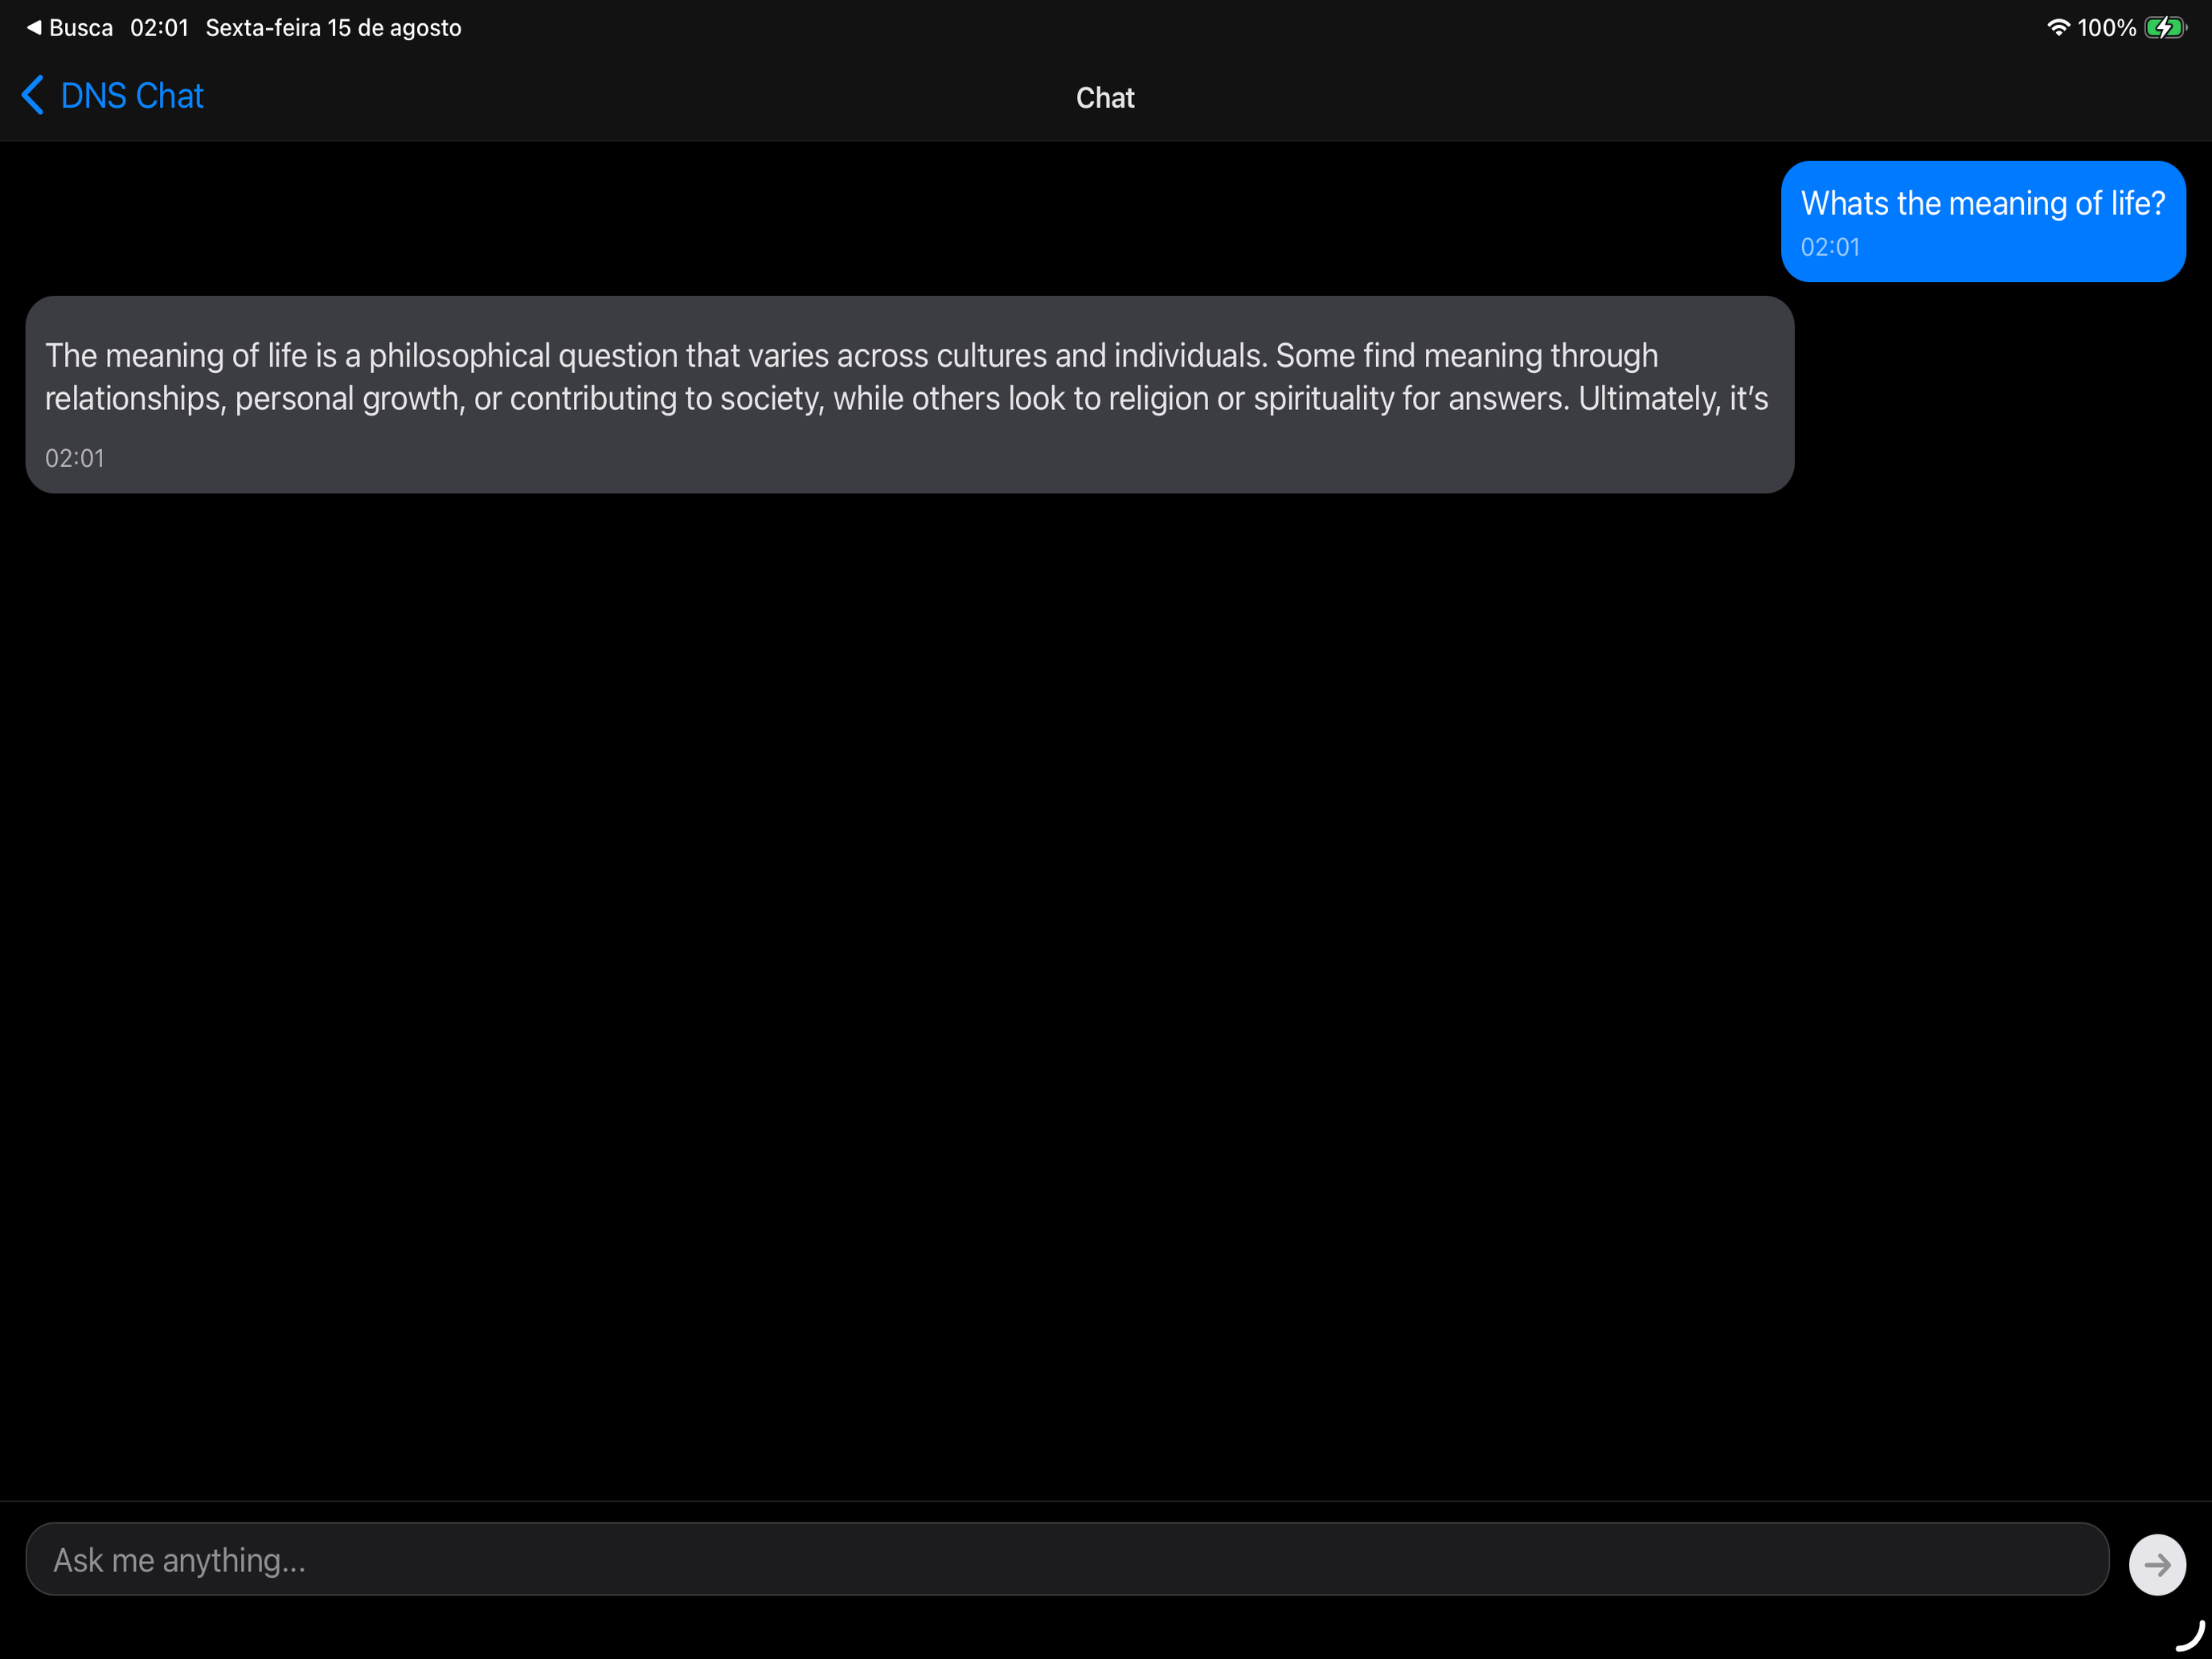 Busca 02:01 Sexta-feira 15 de agosto 100%
DNS Chat Chat
Whats the meaning of life?
02:01
The meaning of life is a philosophical question that varies across cultures and individuals. Some find meaning through
relationships, personal growth, or contributing to society, while others look to religion or spirituality for answers. Ultimately, it’s
02:01
Ask me anything...